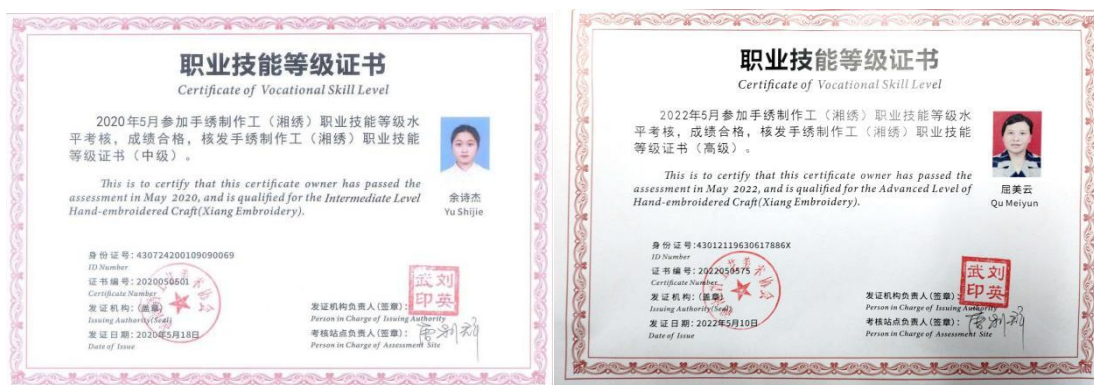 职业技能等级证书
Certificate of Vocational Skill Level
2020年5月参加手绣制作工（湘绣）职业技能等级水
平考核，成绩合格，核发手绣制作工（湘绣）职业技能
等级证书（中级）。
This is to certify that this certificate owner has passed the
assessment in May 2020, and is qualified for the Intermediate Level
Hand-embroidered Craft(Xiang Embroidery).
余诗杰
Yu Shijie
身份证号：430724200109090069
ID Number
证书编号：2020050501
Certificate Number
发证机构：（盖章）
Issuing Authority(Seal)
发证日期：2020年5月18日
Date of Issue
发证机构负责人（签章）：
Person in Charge of Issuing Authority
考核站点负责人（签章）：
Person in Charge of Assessment Site
刘英
武印
职业技能等级证书
Certificate of Vocational Skill Level
2022年5月参加手绣制作工（湘绣）职业技能等级水
平考核，成绩合格，核发手绣制作工（湘绣）职业技能
等级证书（高级）。
This is to certify that this certificate owner has passed the
assessment in May 2022, and is qualified for the Advanced Level of
Hand-embroidered Craft(Xiang Embroidery).
屈美云
Qu Meiyun
身份证号：43012119630617886X
ID Number
证书编号：2022050575
Certificate Number
发证机构：（盖章）
Issuing Authority(Seal)
发证日期：2022年5月10日
Date of Issue
发证机构负责人（签章）：
Person in Charge of Issuing Authority
考核站点负责人（签章）：
Person in Charge of Assessment Site
刘英
武印